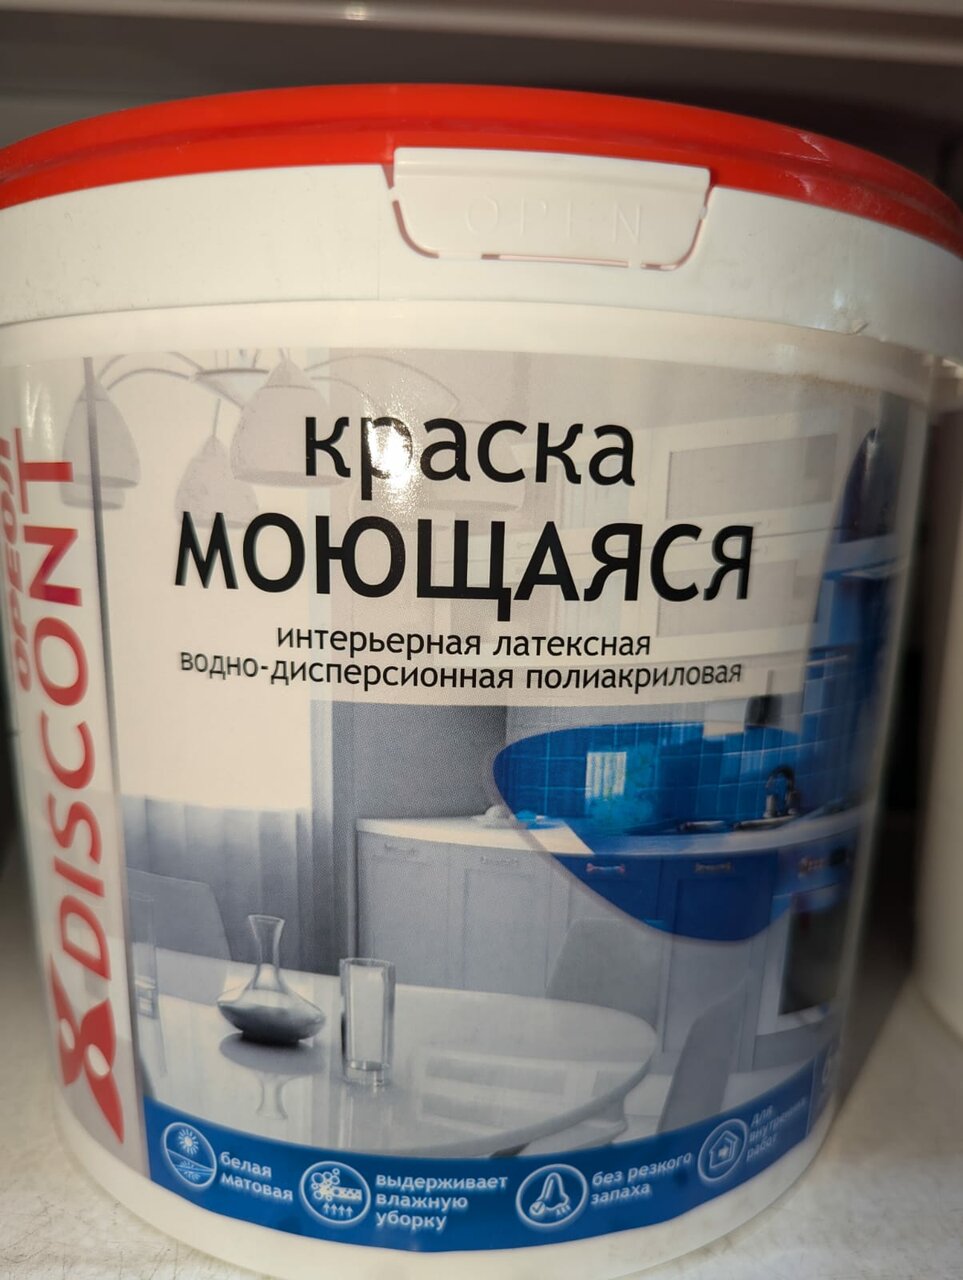 OPEN
краска
МОЮЩАЯСЯ
интерьерная латексная
водно-дисперсионная полиакриловая
ОРЕОЛ
DISCONT
белая
матовая
выдерживает
влажную
уборку
без резкого
запаха
для
внутренних
работ